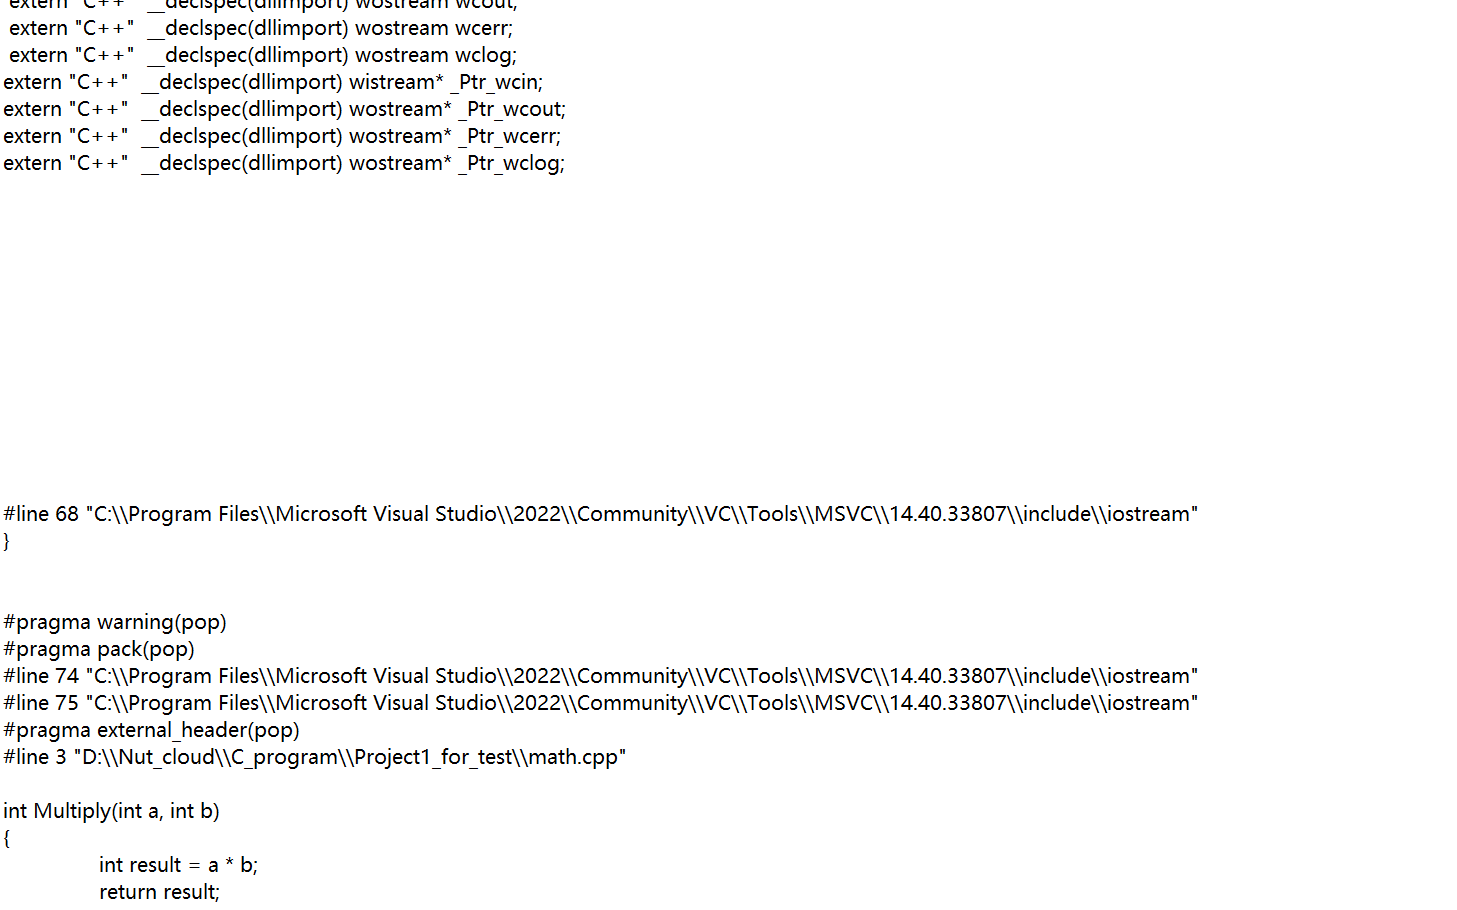 extern "C++"  __declspec(dllimport) wostream wcout;
extern "C++"  __declspec(dllimport) wostream wcerr;
extern "C++"  __declspec(dllimport) wostream wclog;
extern "C++"  __declspec(dllimport) wistream* _Ptr_wcin;
extern "C++"  __declspec(dllimport) wostream* _Ptr_wcout;
extern "C++"  __declspec(dllimport) wostream* _Ptr_wcerr;
extern "C++"  __declspec(dllimport) wostream* _Ptr_wclog;
#line 68 "C:\\Program Files\\Microsoft Visual Studio\\2022\\Community\\VC\\Tools\\MSVC\\14.40.33807\\include\\iostream"
}
#pragma warning(pop)
#pragma pack(pop)
#line 74 "C:\\Program Files\\Microsoft Visual Studio\\2022\\Community\\VC\\Tools\\MSVC\\14.40.33807\\include\\iostream"
#line 75 "C:\\Program Files\\Microsoft Visual Studio\\2022\\Community\\VC\\Tools\\MSVC\\14.40.33807\\include\\iostream"
#pragma external_header(pop)
#line 3 "D:\\Nut_cloud\\C_program\\Project1_for_test\\math.cpp"
int Multiply(int a, int b)
{
int result = a * b;
return result;